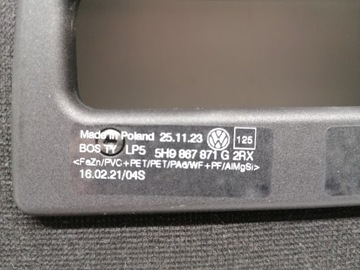 Made in Poland 25.11.23 125
BOS TY LP5 5H9 867 871 G 2RX
<FeZn/PVC+PET/PET/PA6/WF+PF/AlMgSi>
16.02.21/04S